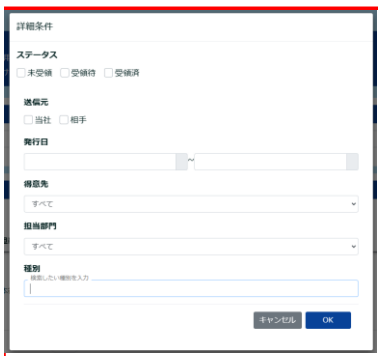 詳細条件
ステータス
未受領 受領待 受領済
送信元
当社 相手
発行日
~
得意先
すべて
担当部門
すべて
種別
検索したい種別を入力
キャンセル OK